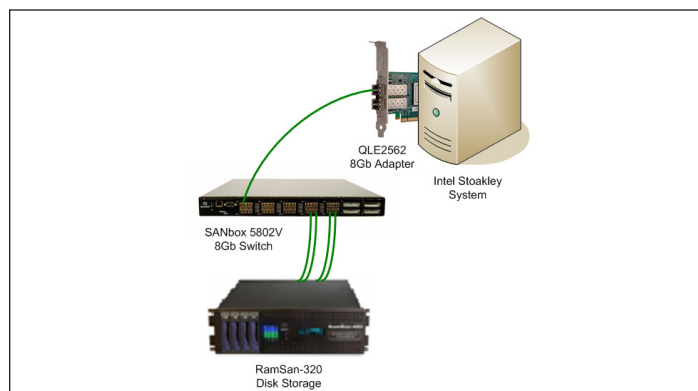 QLE2562
8Gb Adapter
Intel Stoakley
System
SANbox 5802V
8Gb Switch
RamSan-320
Disk Storage